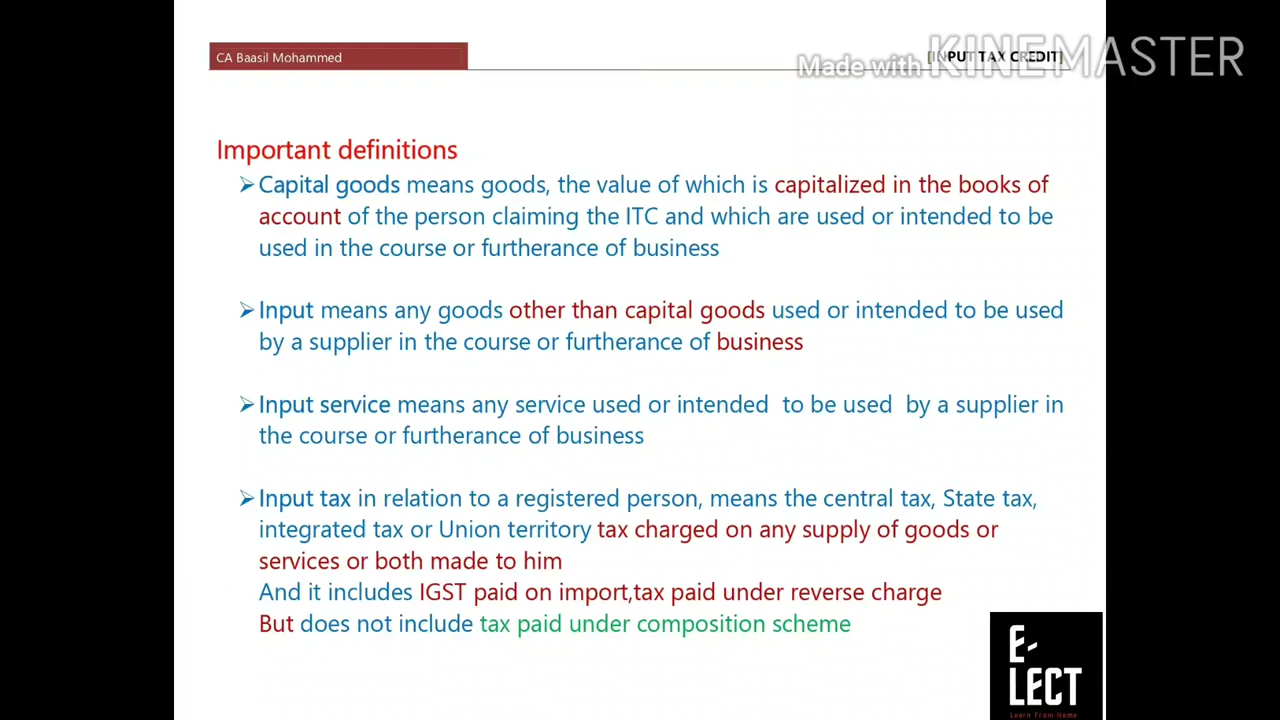 CA Baasil Mohammed
[INPUT TAX CREDIT]
Made with KINEMASTER
Important definitions
➢Capital goods means goods, the value of which is capitalized in the books of
account of the person claiming the ITC and which are used or intended to be
used in the course or furtherance of business
➢Input means any goods other than capital goods used or intended to be used
by a supplier in the course or furtherance of business
➢Input service means any service used or intended to be used by a supplier in
the course or furtherance of business
➢Input tax in relation to a registered person, means the central tax, State tax,
integrated tax or Union territory tax charged on any supply of goods or
services or both made to him
And it includes IGST paid on import,tax paid under reverse charge
But does not include tax paid under composition scheme
E-
LECT
Learn From Home